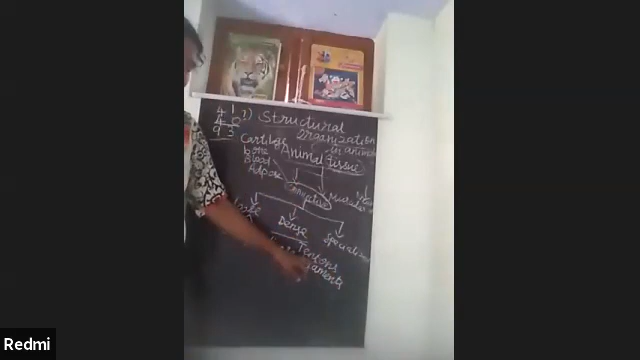 4 1
4 0
9 3
2) Structural
organization
in animals
Cartilage
bone
Blood
Adipose
Animal Tissue
Connective
Muscular
Dense
Specialized
Tendons
ligaments
Redmi